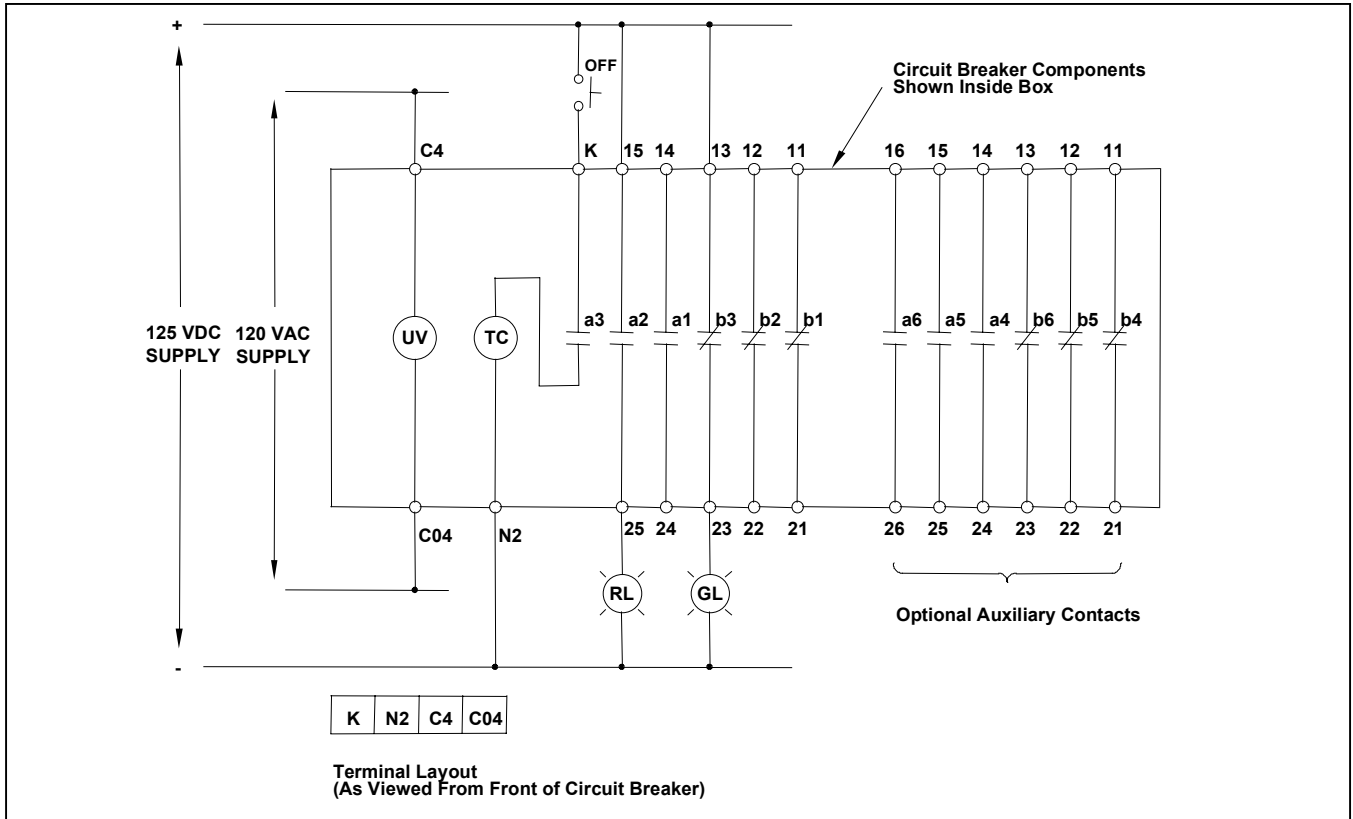 +
OFF
Circuit Breaker Components
Shown Inside Box
C4 K 15 14 13 12 11 16 15 14 13 12 11
125 VDC
SUPPLY
120 VAC
SUPPLY
UV
TC
a3 a2 a1 b3 b2 b1 a6 a5 a4 b6 b5 b4
C04 N2 25 24 23 22 21 26 25 24 23 22 21
RL GL
Optional Auxiliary Contacts
-
K N2 C4 C04
Terminal Layout
(As Viewed From Front of Circuit Breaker)